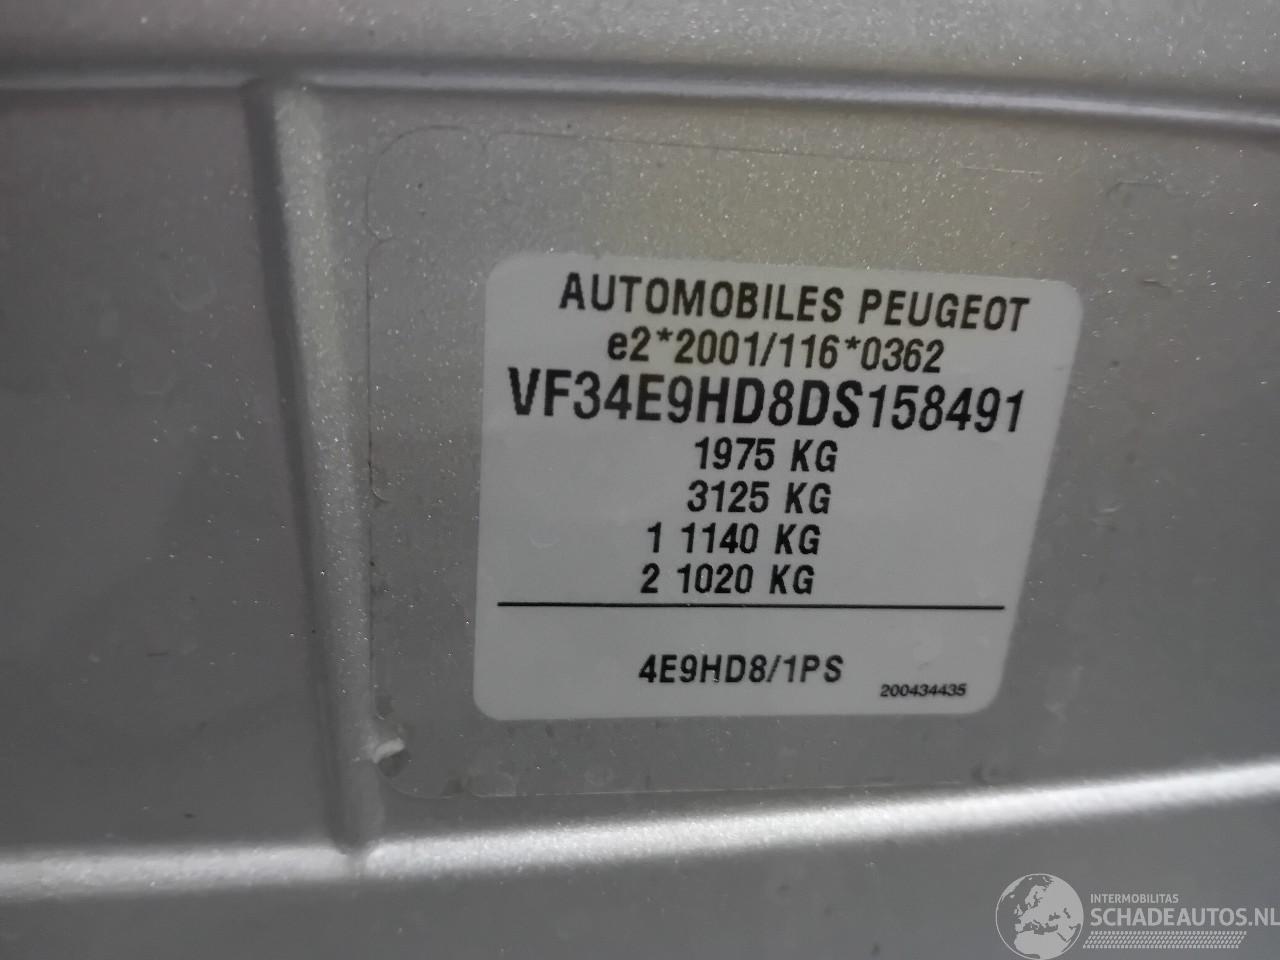 AUTOMOBILES PEUGEOT
e2*2001/116*0362
VF34E9HD8DS158491
1975 KG
3125 KG
1 1140 KG
2 1020 KG
4E9HD8/1PS
200434435
INTERMOBILITAS
SCHADEAUTOS.NL